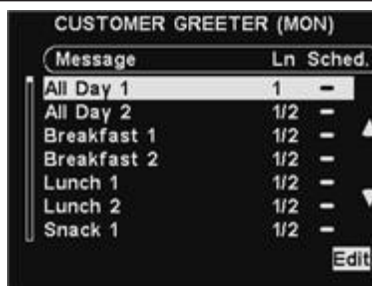 CUSTOMER GREETER (MON)
Message Ln Sched.
All Day 1 1 –
All Day 2 1/2 –
Breakfast 1 1/2 –
Breakfast 2 1/2 –
Lunch 1 1/2 –
Lunch 2 1/2 –
Snack 1 1/2 –
Edit